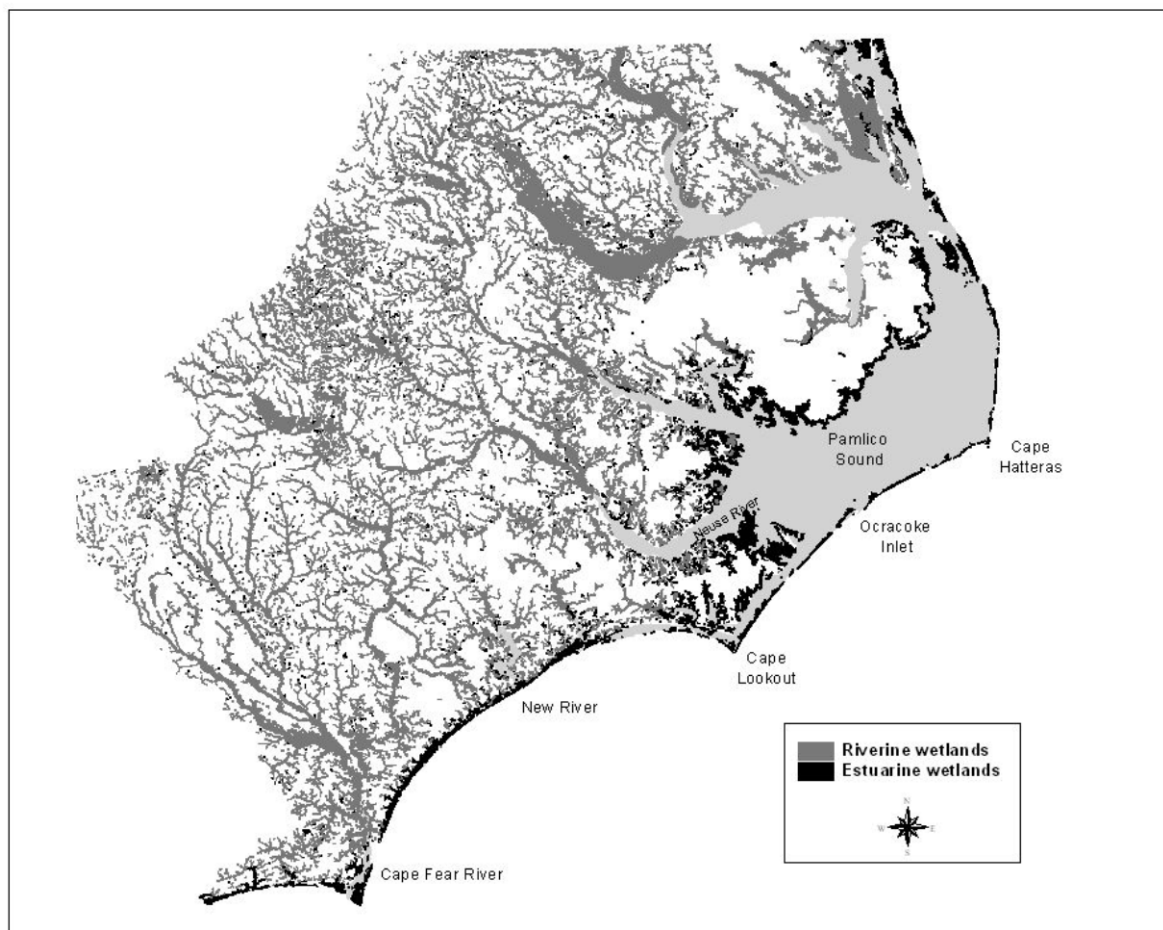 Pamlico
Sound
Cape
Hatteras
Neuse River
Ocracoke
Inlet
Cape
Lookout
New River
Riverine wetlands
Estuarine wetlands
N
W E
S
Cape Fear River